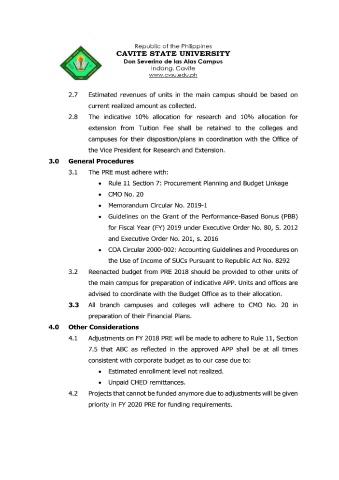 Republic of the Philippines
CAVITE STATE UNIVERSITY
Don Severino de las Alas Campus
Indang, Cavite
www.cvsu.edu.ph
2.7 Estimated revenues of units in the main campus should be based on
current realized amount as collected.
2.8 The indicative 10% allocation for research and 10% allocation for
extension from Tuition Fee shall be retained to the colleges and
campuses for their disposition/plans in coordination with the Office of
the Vice President for Research and Extension.
3.0 General Procedures
3.1 The PRE must adhere with:
• Rule 11 Section 7: Procurement Planning and Budget Linkage
• CMO No. 20
• Memorandum Circular No. 2019-1
• Guidelines on the Grant of the Performance-Based Bonus (PBB)
for Fiscal Year (FY) 2019 under Executive Order No. 80, S. 2012
and Executive Order No. 201, s. 2016
• COA Circular 2000-002: Accounting Guidelines and Procedures on
the Use of Income of SUCs Pursuant to Republic Act No. 8292
3.2 Reenacted budget from PRE 2018 should be provided to other units of
the main campus for preparation of indicative APP. Units and offices are
advised to coordinate with the Budget Office as to their allocation.
3.3 All branch campuses and colleges will adhere to CMO No. 20 in
preparation of their Financial Plans.
4.0 Other Considerations
4.1 Adjustments on FY 2018 PRE will be made to adhere to Rule 11, Section
7.5 that ABC as reflected in the approved APP shall be at all times
consistent with corporate budget as to our case due to:
• Estimated enrollment level not realized.
• Unpaid CHED remittances.
4.2 Projects that cannot be funded anymore due to adjustments will be given
priority in FY 2020 PRE for funding requirements.